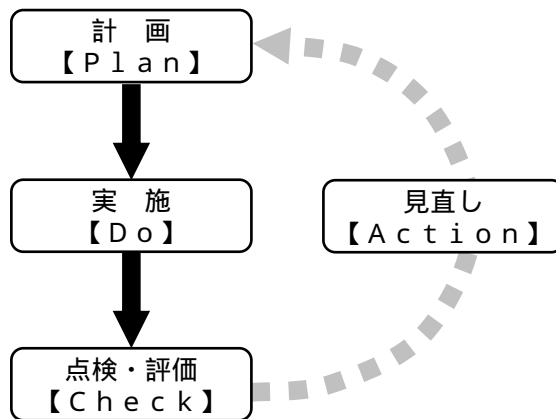 計　画
【Ｐｌａｎ】
実　施
【Ｄｏ】
見直し
【Ａｃｔｉｏｎ】
点検・評価
【Ｃｈｅｃｋ】